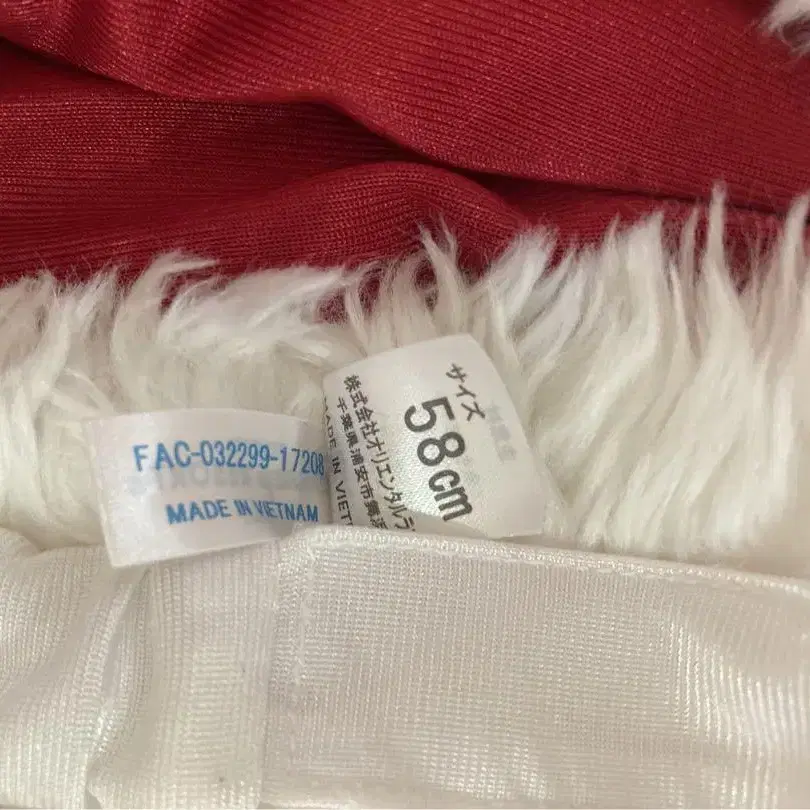 FAC-032299-17208
MADE IN VIETNAM
サイズ
58cm
株式会社オリエンタルラ
千葉県浦安市舞浜
MADE IN VIET